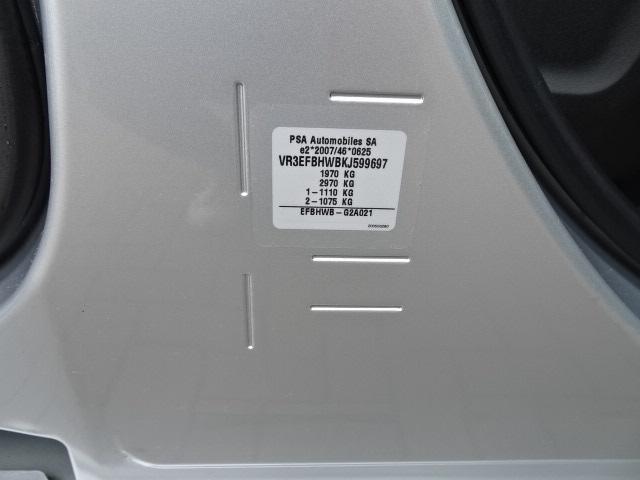 PSA Automobiles SA
e2*2007/46*0625
VR3EFBHWBKJ599697
1970 KG
2970 KG
1-1110 KG
2-1075 KG
EFBHWB-G2A021